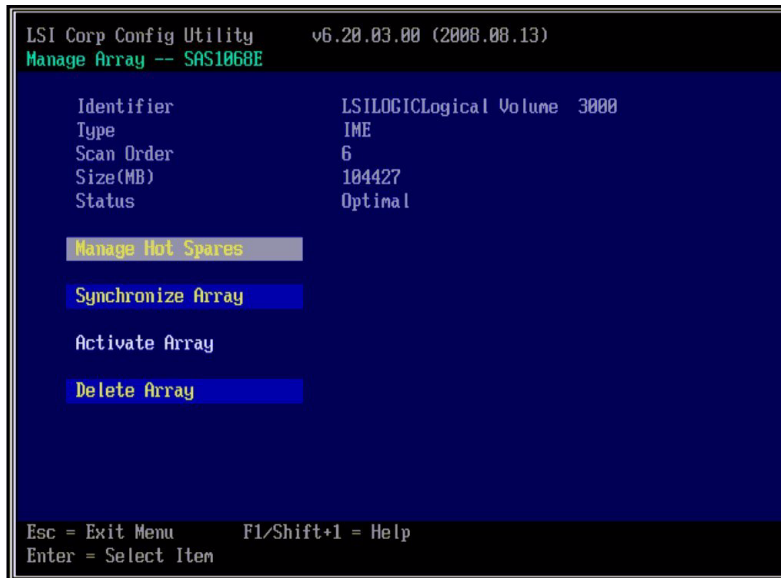 LSI Corp Config Utility v6.20.03.00 (2008.08.13)
Manage Array -- SAS1068E
Identifier LSILOGICLogical Volume 3000
Type IME
Scan Order 6
Size(MB) 104427
Status Optimal
Manage Hot Spares
Synchronize Array
Activate Array
Delete Array
Esc = Exit Menu F1/Shift+1 = Help
Enter = Select Item